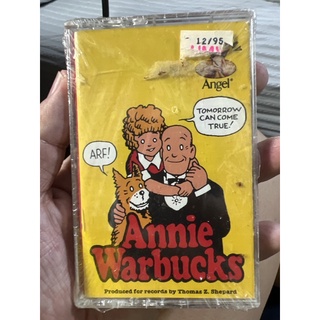 12/95
Angel
TOMORROW
CAN COME
TRUE!
ARF!
Annie
Warbucks
Produced for records by Thomas Z. Shepard